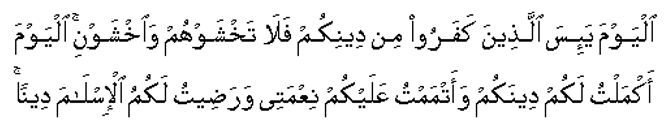 ٱلْيَوْمَ يَئِسَ ٱلَّذِينَ كَفَرُوا۟ مِن دِينِكُمْ فَلَا تَخْشَوْهُمْ وَٱخْشَوْنِ ۚ ٱلْيَوْمَ
أَكْمَلْتُ لَكُمْ دِينَكُمْ وَأَتْمَمْتُ عَلَيْكُمْ نِعْمَتِى وَرَضِيتُ لَكُمُ ٱلْإِسْلَـٰمَ دِينًا ۚ